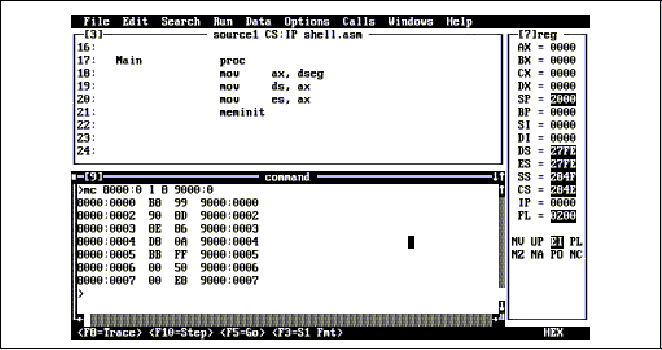 File Edit Search Run Data Options Calls Windows Help
[3] source1 CS:IP shell.asm
16:
17: Main proc
18: mov ax, dseg
19: mov ds, ax
20: mov es, ax
21: meminit
22:
23:
24:
[9] command
>mc 8000:0 l 8 9000:0
8000:0000 B8 99 9000:0000
8000:0002 90 8D 9000:0002
8000:0003 8E 86 9000:0003
8000:0004 D8 0A 9000:0004
8000:0005 BB FF 9000:0005
8000:0006 00 50 9000:0006
8000:0007 00 E8 9000:0007
>
[7]reg
AX = 0000
BX = 0000
CX = 0000
DX = 0000
SP = 2000
BP = 0000
SI = 0000
DI = 0000
DS = 27FE
ES = 27FE
SS = 284F
CS = 284E
IP = 0000
FL = 0200
NV UP EI PL
NZ NA PO NC
<F8=Trace> <F10=Step> <F5=Go> <F3=S1 Fmt> HEX